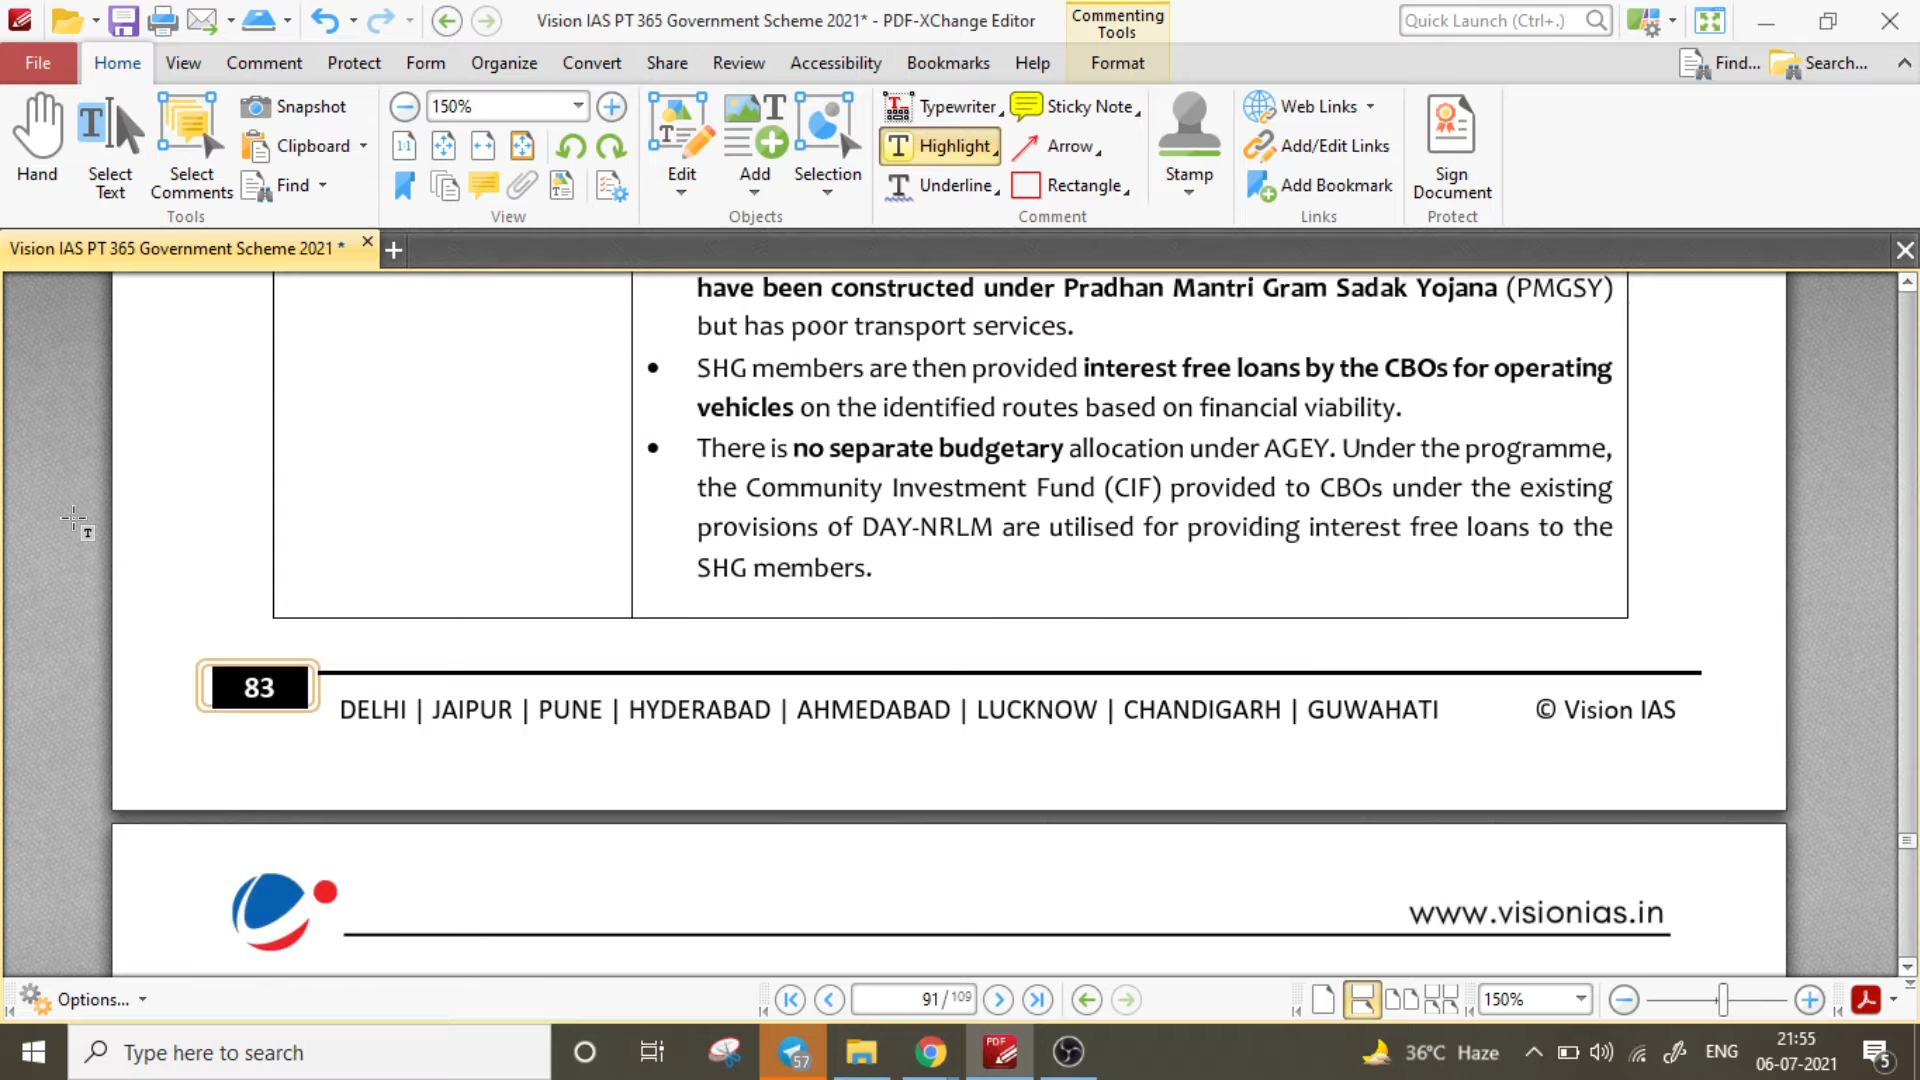 Vision IAS PT 365 Government Scheme 2021* - PDF-XChange Editor
Commenting Tools
Quick Launch (Ctrl+.)
File Home View Comment Protect Form Organize Convert Share Review Accessibility Bookmarks Help Format
Find... Search...
Hand
Select Text
Select Comments
Snapshot
Clipboard
Find
Tools
150%
1:1
View
Edit
Add
Selection
Objects
Typewriter
Highlight
Underline
Sticky Note
Arrow
Rectangle
Stamp
Comment
Web Links
Add/Edit Links
Add Bookmark
Links
Sign Document
Protect
Vision IAS PT 365 Government Scheme 2021 *
have been constructed under Pradhan Mantri Gram Sadak Yojana (PMGSY)
but has poor transport services.
• SHG members are then provided interest free loans by the CBOs for operating
vehicles on the identified routes based on financial viability.
• There is no separate budgetary allocation under AGEY. Under the programme,
the Community Investment Fund (CIF) provided to CBOs under the existing
provisions of DAY-NRLM are utilised for providing interest free loans to the
SHG members.
83
DELHI | JAIPUR | PUNE | HYDERABAD | AHMEDABAD | LUCKNOW | CHANDIGARH | GUWAHATI © Vision IAS
www.visionias.in
Options...
91 / 109
150%
Type here to search
57
PDF
36°C Haze
ENG
21:55
06-07-2021
5